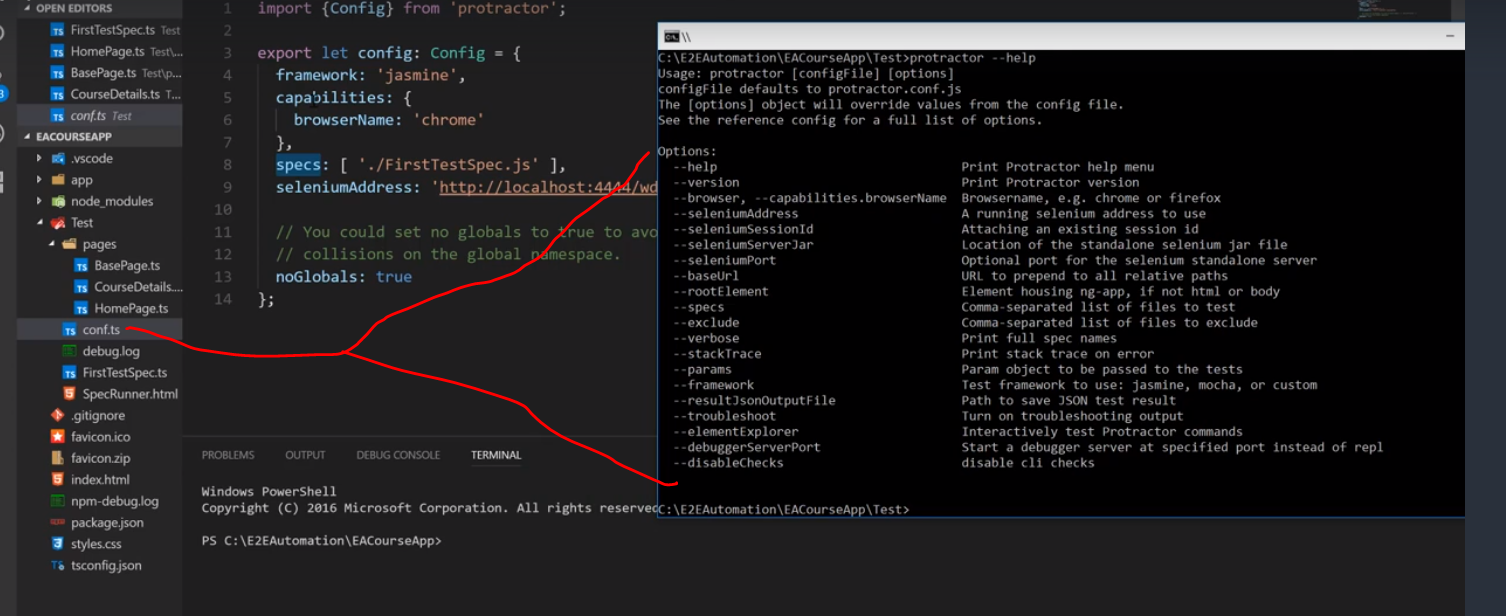 OPEN EDITORS
FirstTestSpec.ts Test
HomePage.ts Test\...
BasePage.ts Test\p...
CourseDetails.ts T...
conf.ts Test
EACOURSEAPP
.vscode
app
node_modules
Test
pages
BasePage.ts
CourseDetails....
HomePage.ts
conf.ts
debug.log
FirstTestSpec.ts
SpecRunner.html
.gitignore
favicon.ico
favicon.zip
index.html
npm-debug.log
package.json
styles.css
tsconfig.json
1 import {Config} from 'protractor';
2
3 export let config: Config = {
4 framework: 'jasmine',
5 capabilities: {
6 browserName: 'chrome'
7 },
8 specs: [ './FirstTestSpec.js' ],
9 seleniumAddress: 'http://localhost:4444/wd
10
11 // You could set no globals to true to avo
12 // collisions on the global namespace.
13 noGlobals: true
14 };
PROBLEMS OUTPUT DEBUG CONSOLE TERMINAL
Windows PowerShell
Copyright (C) 2016 Microsoft Corporation. All rights reserved
PS C:\E2EAutomation\EACourseApp>
C:\E2EAutomation\EACourseApp\Test>protractor --help
Usage: protractor [configFile] [options]
configFile defaults to protractor.conf.js
The [options] object will override values from the config file.
See the reference config for a full list of options.
Options:
--help Print Protractor help menu
--version Print Protractor version
--browser, --capabilities.browserName Browsername, e.g. chrome or firefox
--seleniumAddress A running selenium address to use
--seleniumSessionId Attaching an existing session id
--seleniumServerJar Location of the standalone selenium jar file
--seleniumPort Optional port for the selenium standalone server
--baseUrl URL to prepend to all relative paths
--rootElement Element housing ng-app, if not html or body
--specs Comma-separated list of files to test
--exclude Comma-separated list of files to exclude
--verbose Print full spec names
--stackTrace Print stack trace on error
--params Param object to be passed to the tests
--framework Test framework to use: jasmine, mocha, or custom
--resultJsonOutputFile Path to save JSON test result
--troubleshoot Turn on troubleshooting output
--elementExplorer Interactively test Protractor commands
--debuggerServerPort Start a debugger server at specified port instead of repl
--disableChecks disable cli checks
C:\E2EAutomation\EACourseApp\Test>